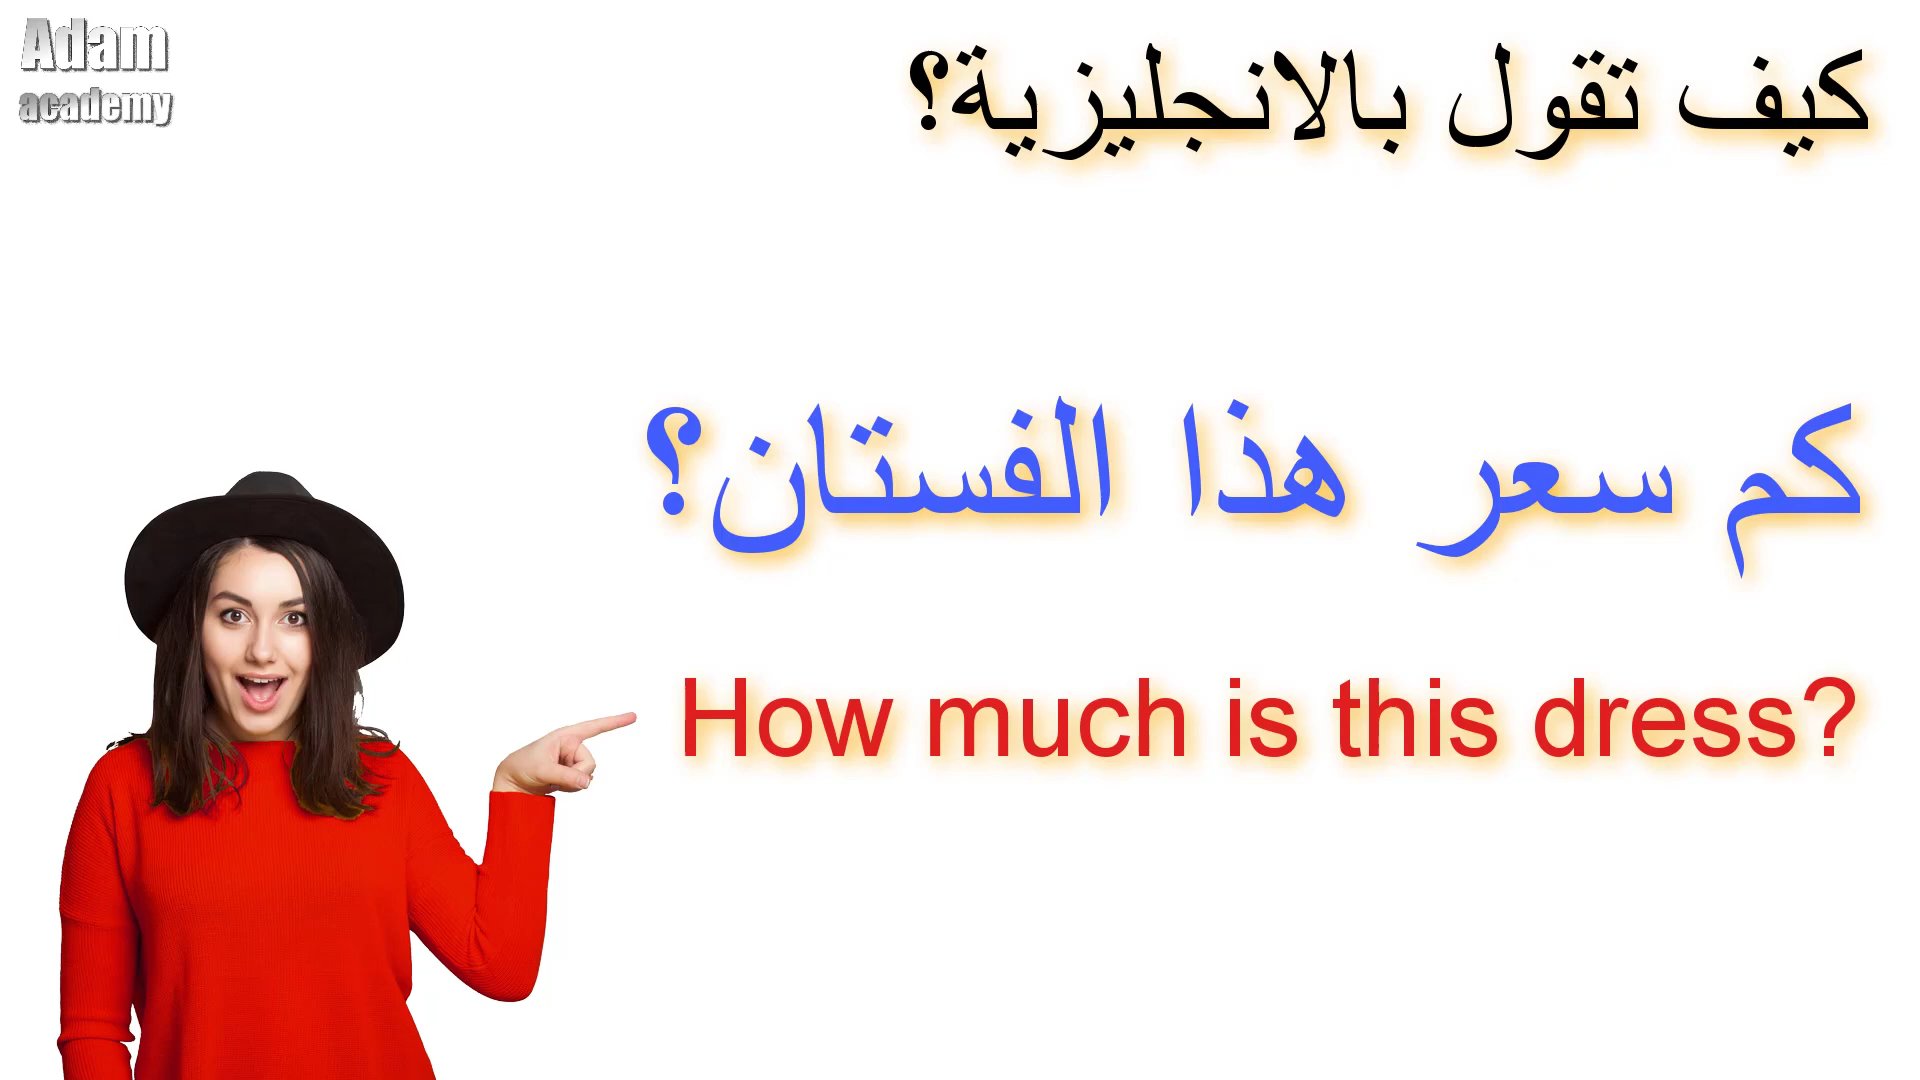 Adam
academy
كيف تقول بالانجليزية؟
كم سعر هذا الفستان؟
How much is this dress?